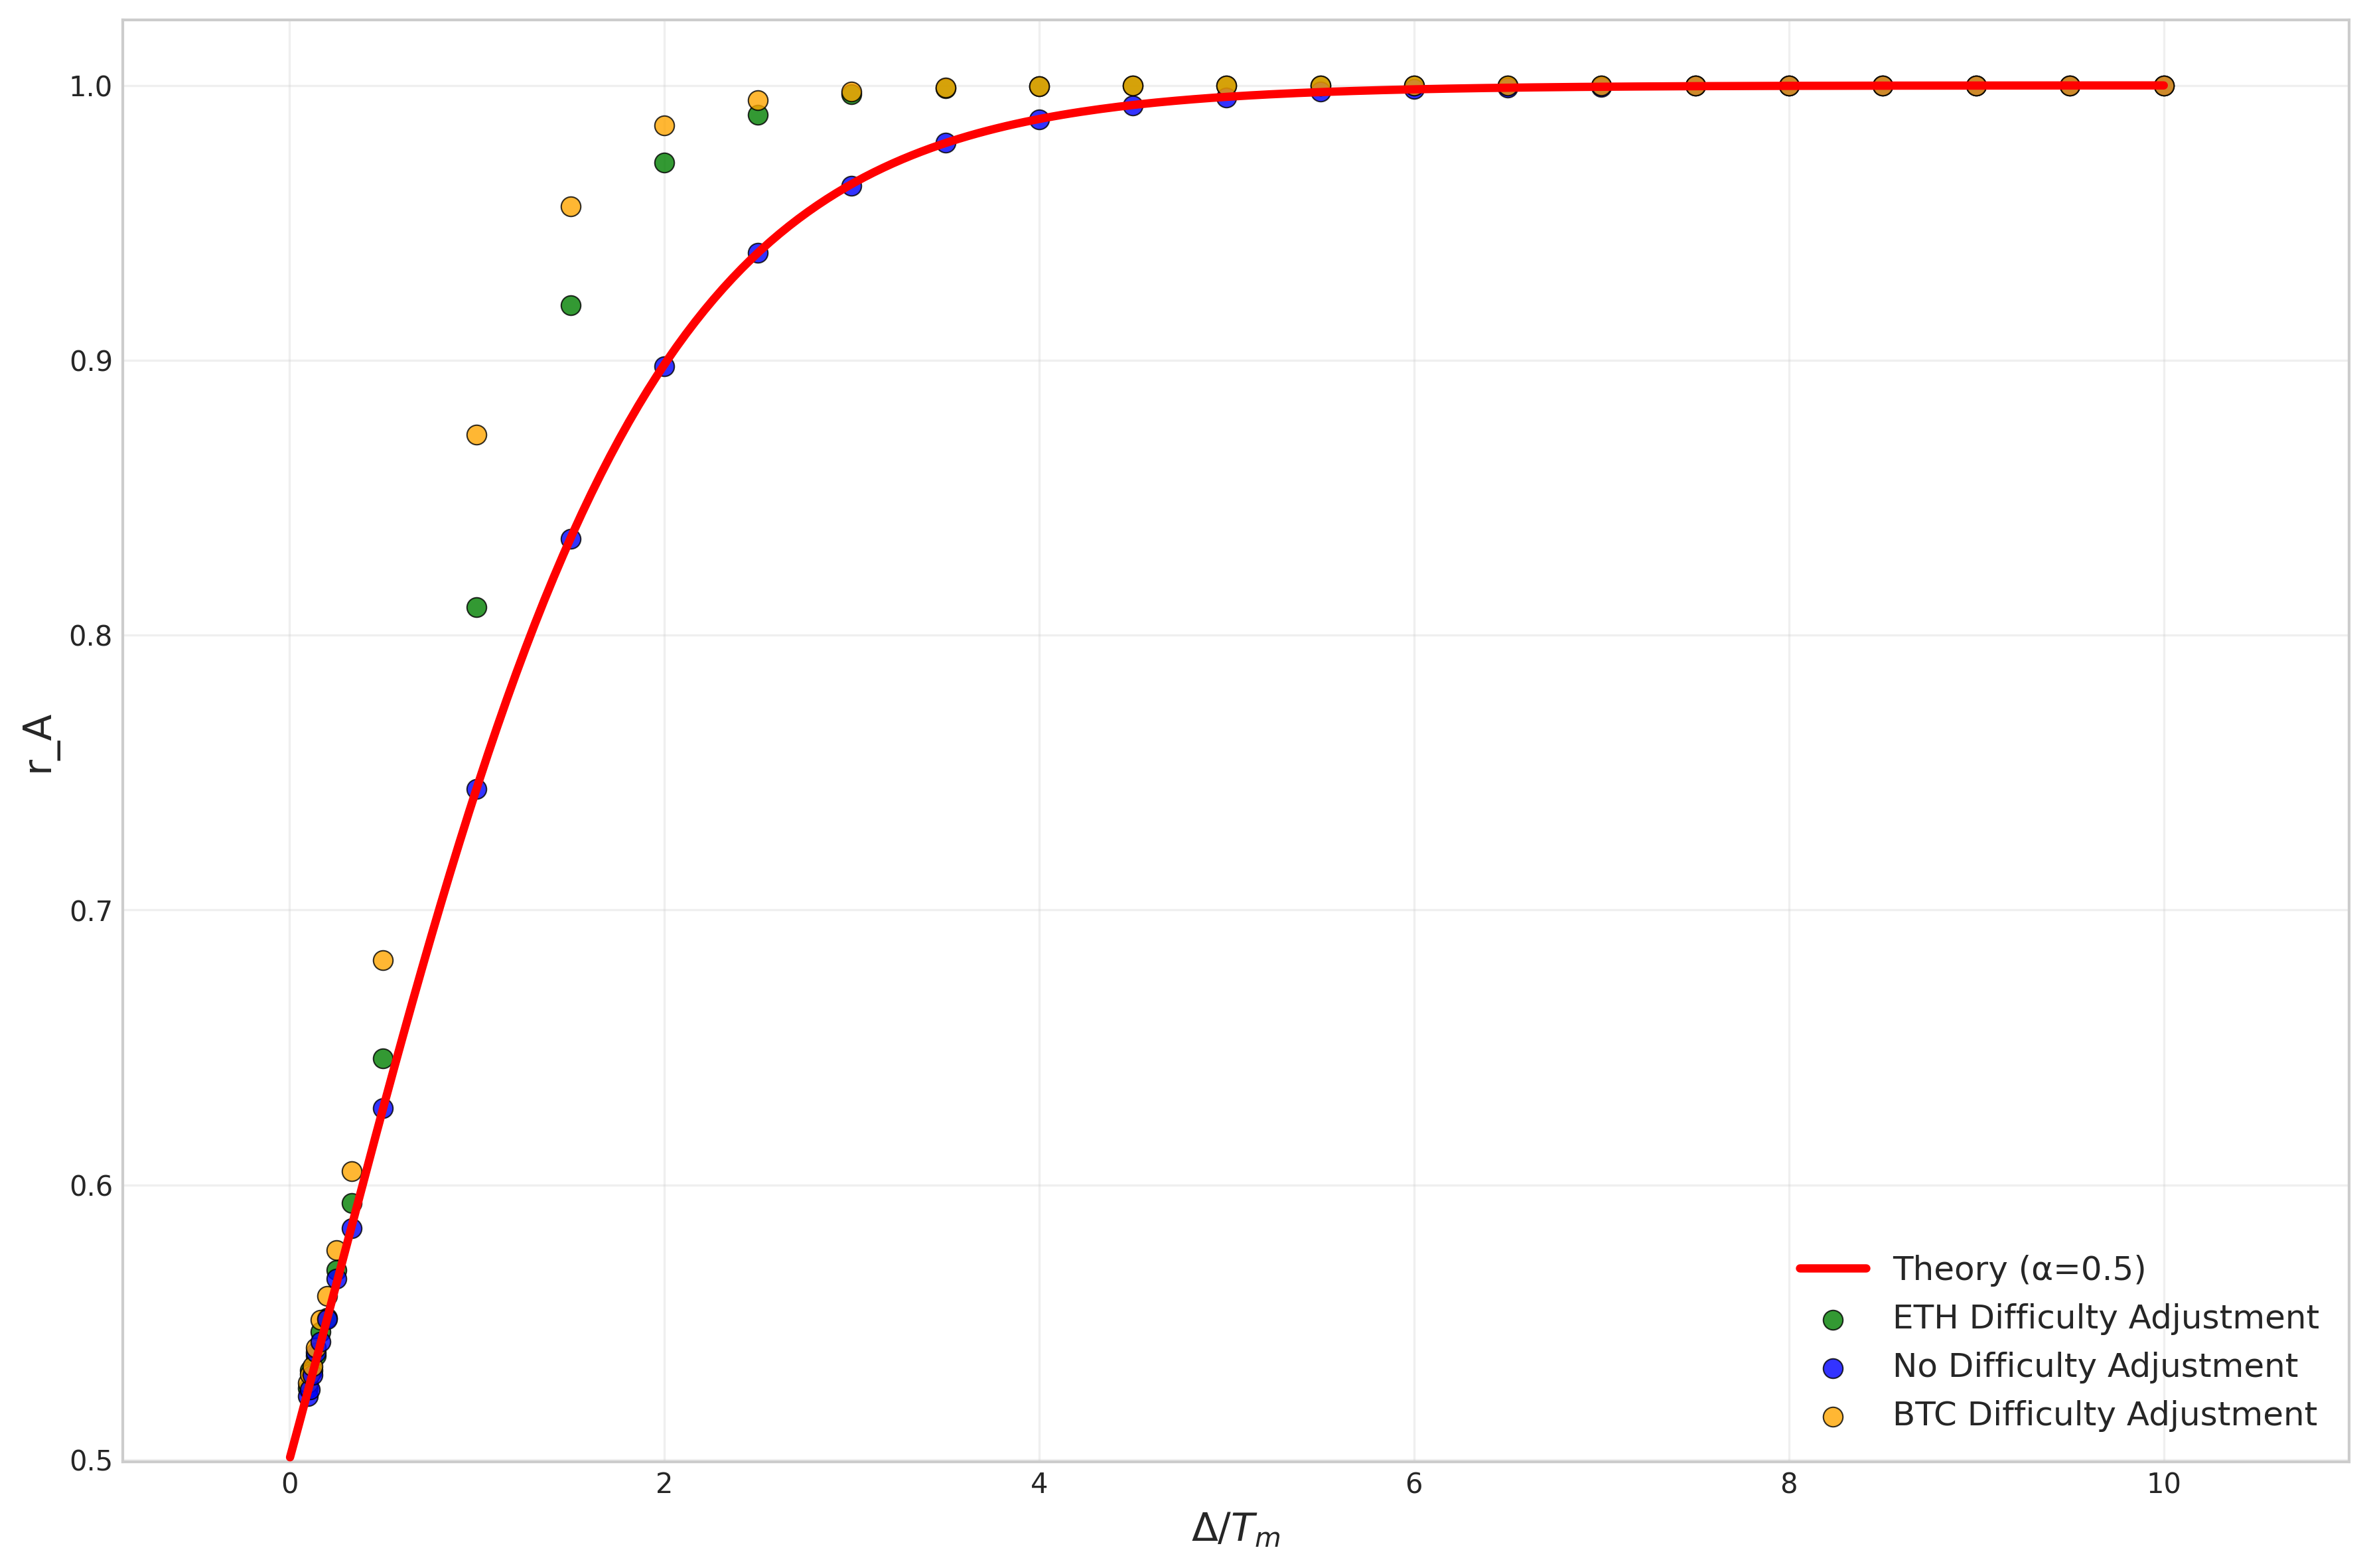 1.0
0.9
0.8
0.7
0.6
0.5
r_A
0 2 4 6 8 10
Δ/Tₘ
Theory (α=0.5)
ETH Difficulty Adjustment
No Difficulty Adjustment
BTC Difficulty Adjustment